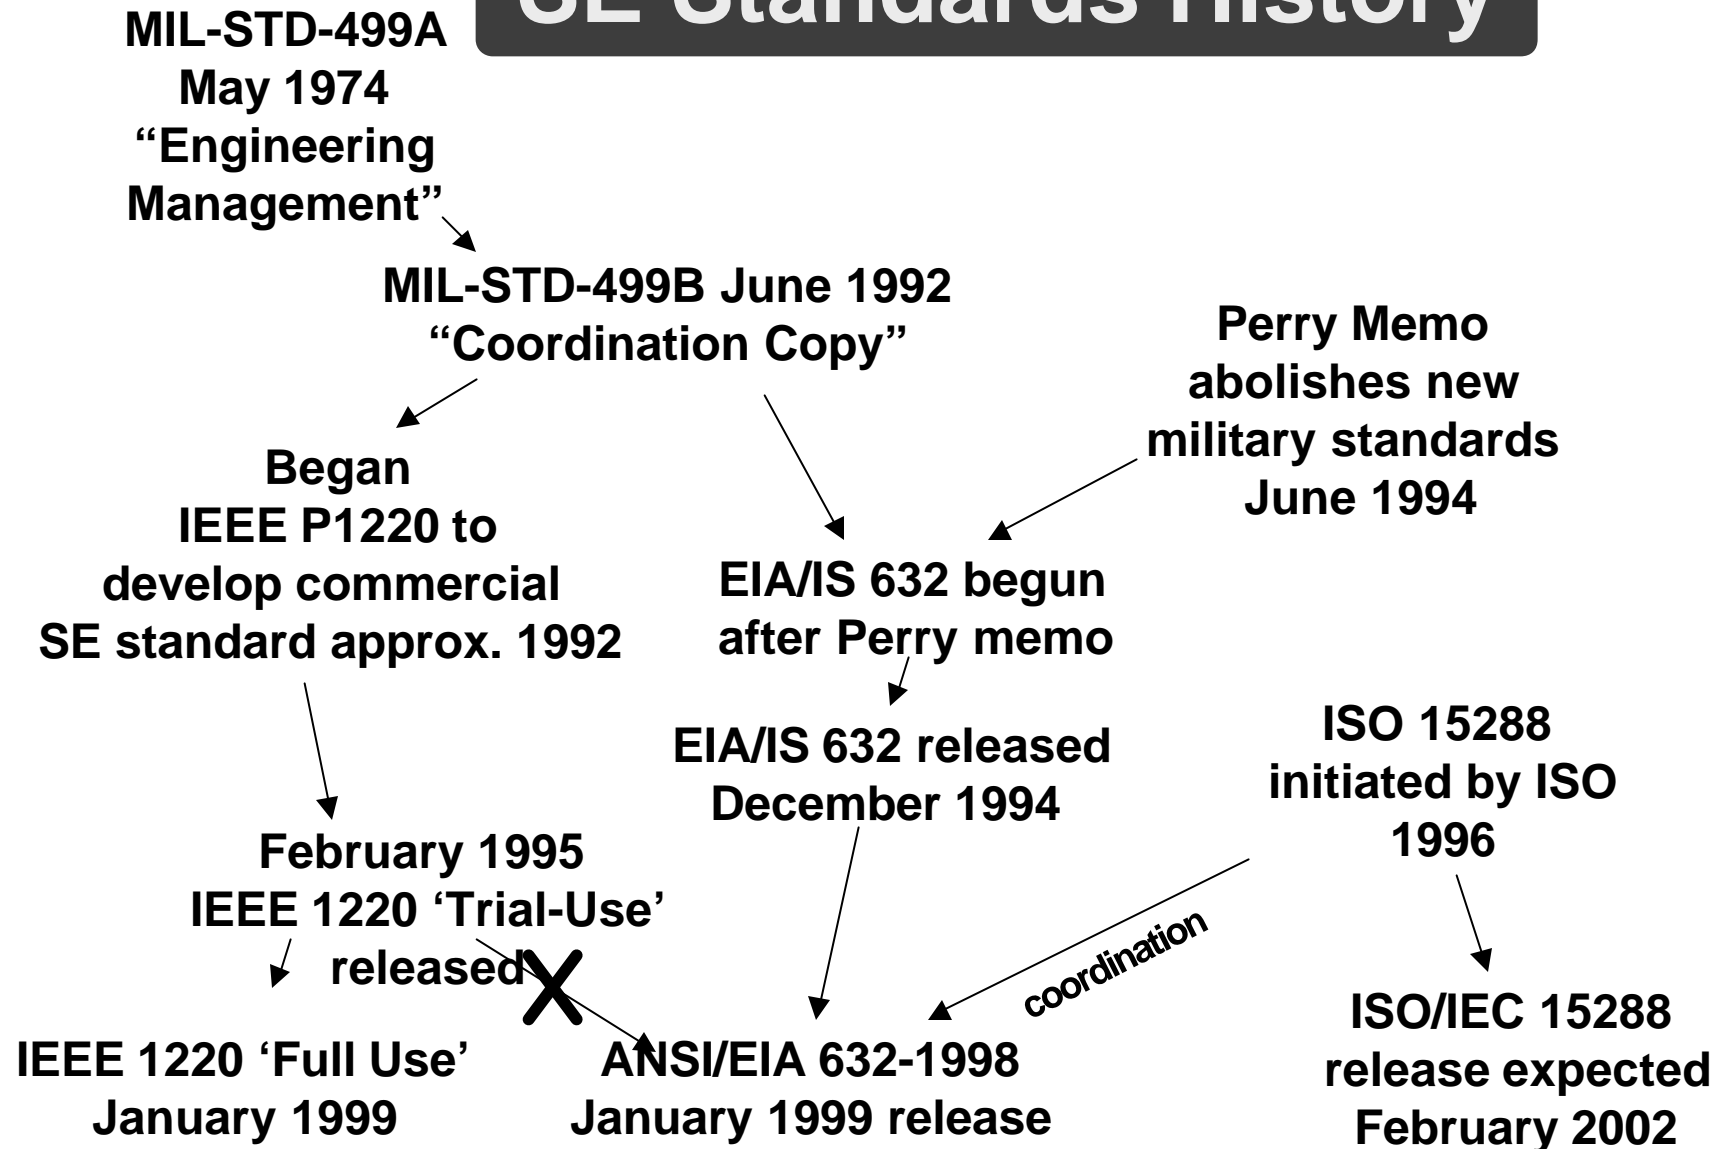 SE Standards History
MIL-STD-499A
May 1974
“Engineering
Management”
MIL-STD-499B June 1992
“Coordination Copy”
Perry Memo
abolishes new
military standards
June 1994
Began
IEEE P1220 to
develop commercial
SE standard approx. 1992
EIA/IS 632 begun
after Perry memo
EIA/IS 632 released
December 1994
ISO 15288
initiated by ISO
1996
February 1995
IEEE 1220 ‘Trial-Use’
released
X
coordination
IEEE 1220 ‘Full Use’
January 1999
ANSI/EIA 632-1998
January 1999 release
ISO/IEC 15288
release expected
February 2002